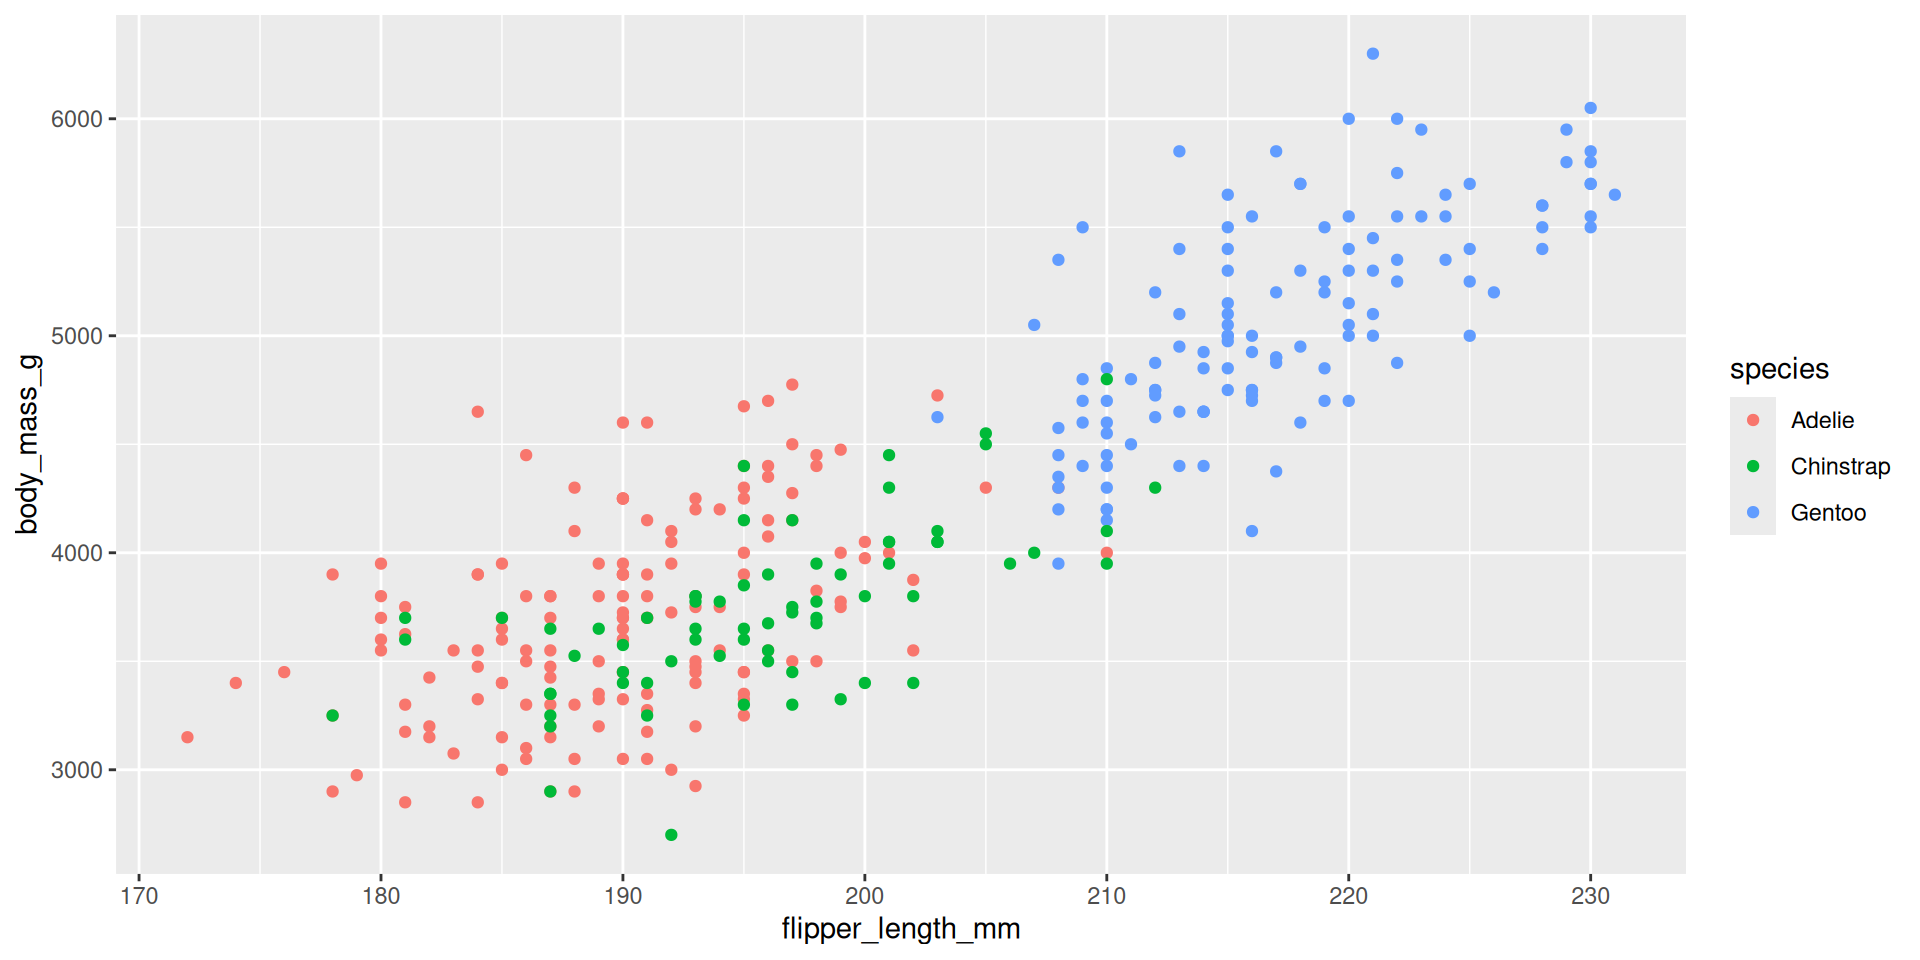 6000
5000
4000
3000
body_mass_g
170 180 190 200 210 220 230
flipper_length_mm
species
Adelie
Chinstrap
Gentoo